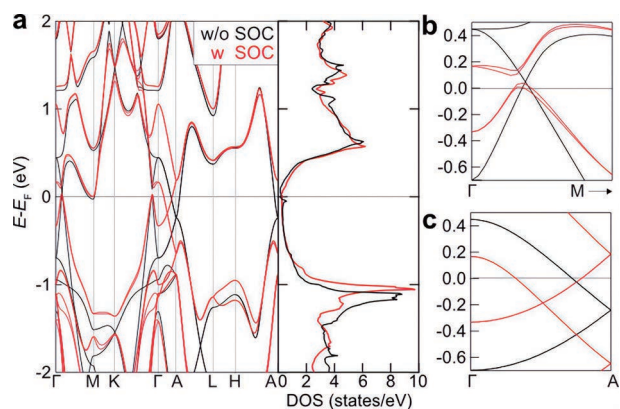 a
w/o SOC
w SOC
E-E_F (eV)
2
1
0
-1
-2
Γ M K Γ A L H A
0 2 4 6 8 10
DOS (states/eV)
b
0.4
0.2
0.0
-0.2
-0.4
-0.6
Γ M →
c
0.4
0.2
0.0
-0.2
-0.4
-0.6
Γ A